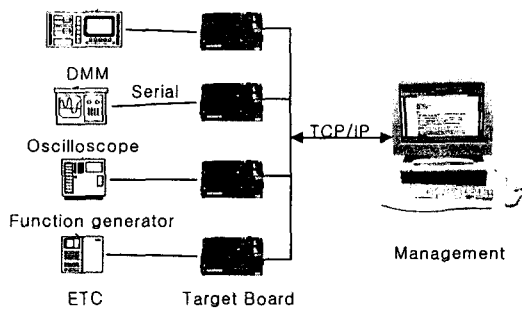 DMM
Serial
Oscilloscope
TCP/IP
Function generator
Management
ETC
Target Board